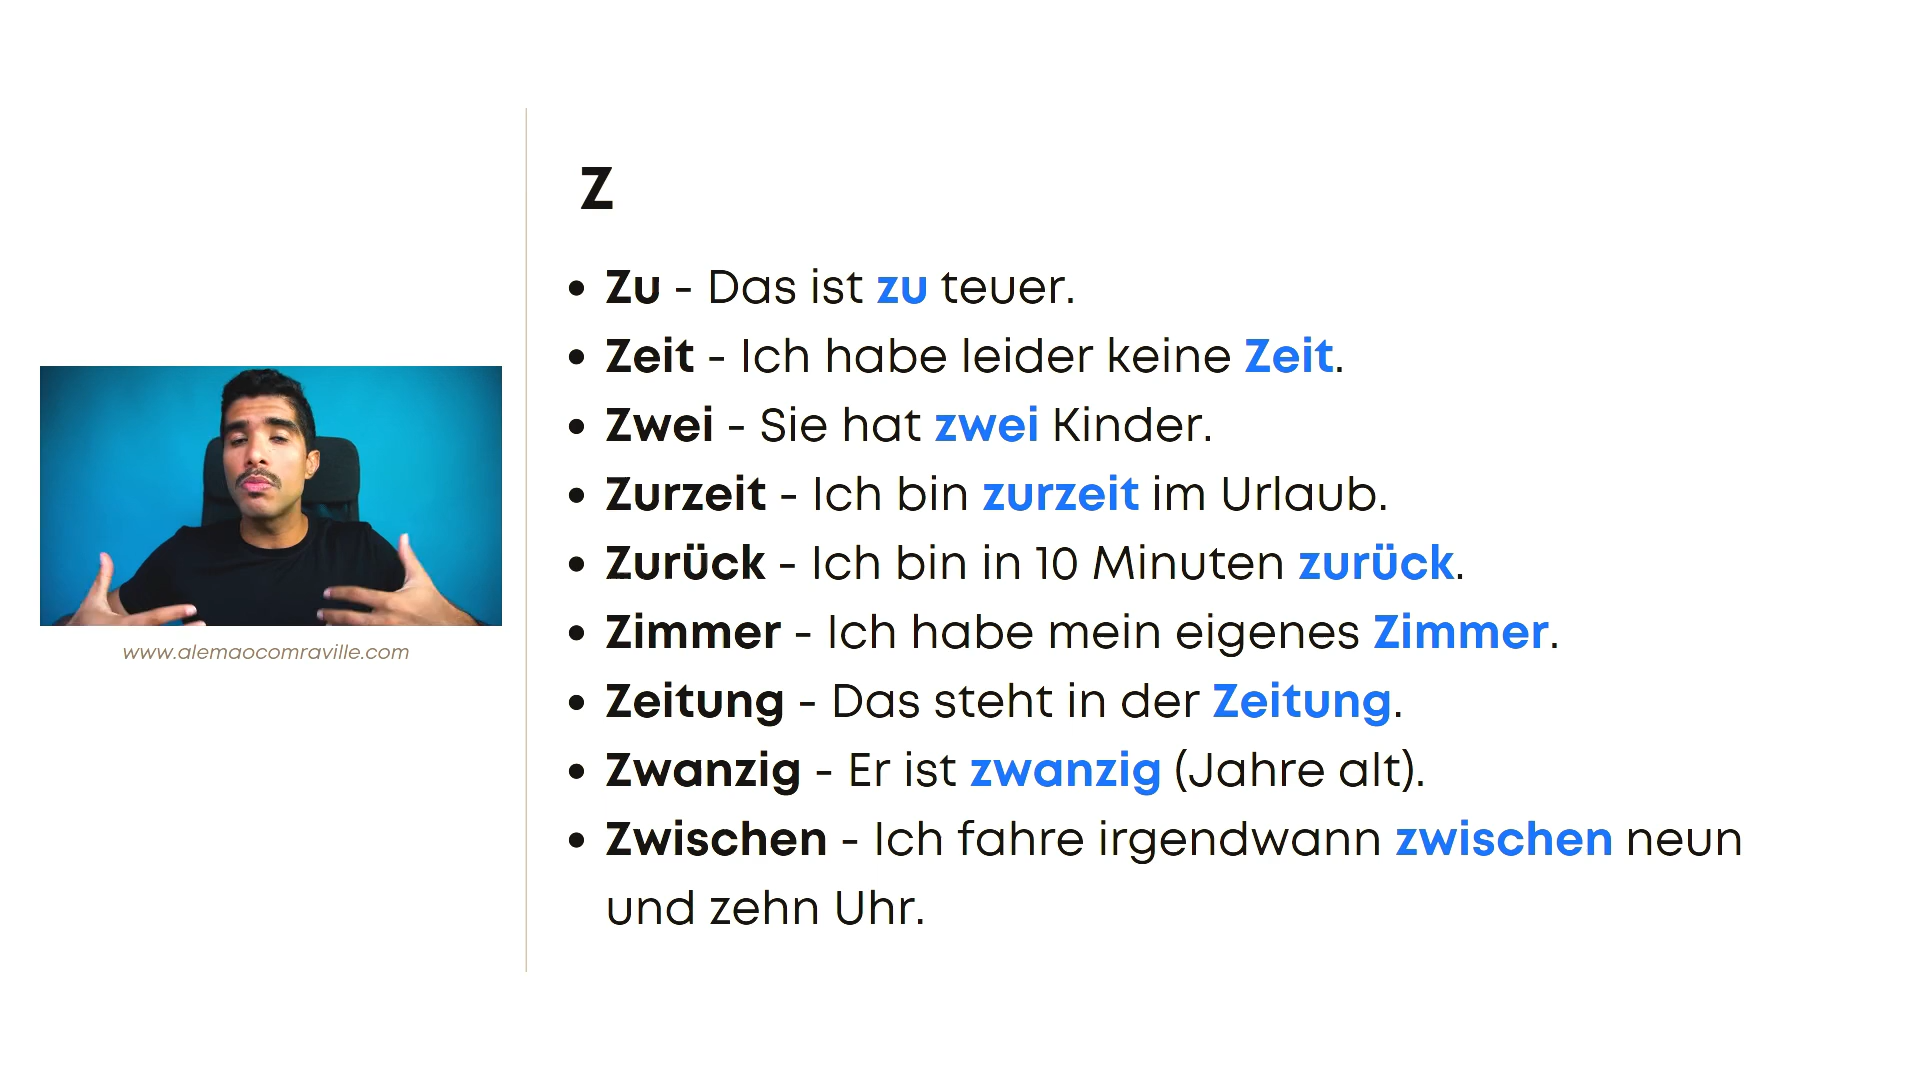 Z
• Zu - Das ist zu teuer.
• Zeit - Ich habe leider keine Zeit.
• Zwei - Sie hat zwei Kinder.
• Zurzeit - Ich bin zurzeit im Urlaub.
• Zurück - Ich bin in 10 Minuten zurück.
• Zimmer - Ich habe mein eigenes Zimmer.
• Zeitung - Das steht in der Zeitung.
• Zwanzig - Er ist zwanzig (Jahre alt).
• Zwischen - Ich fahre irgendwann zwischen neun
und zehn Uhr.
www.alemaocomraville.com